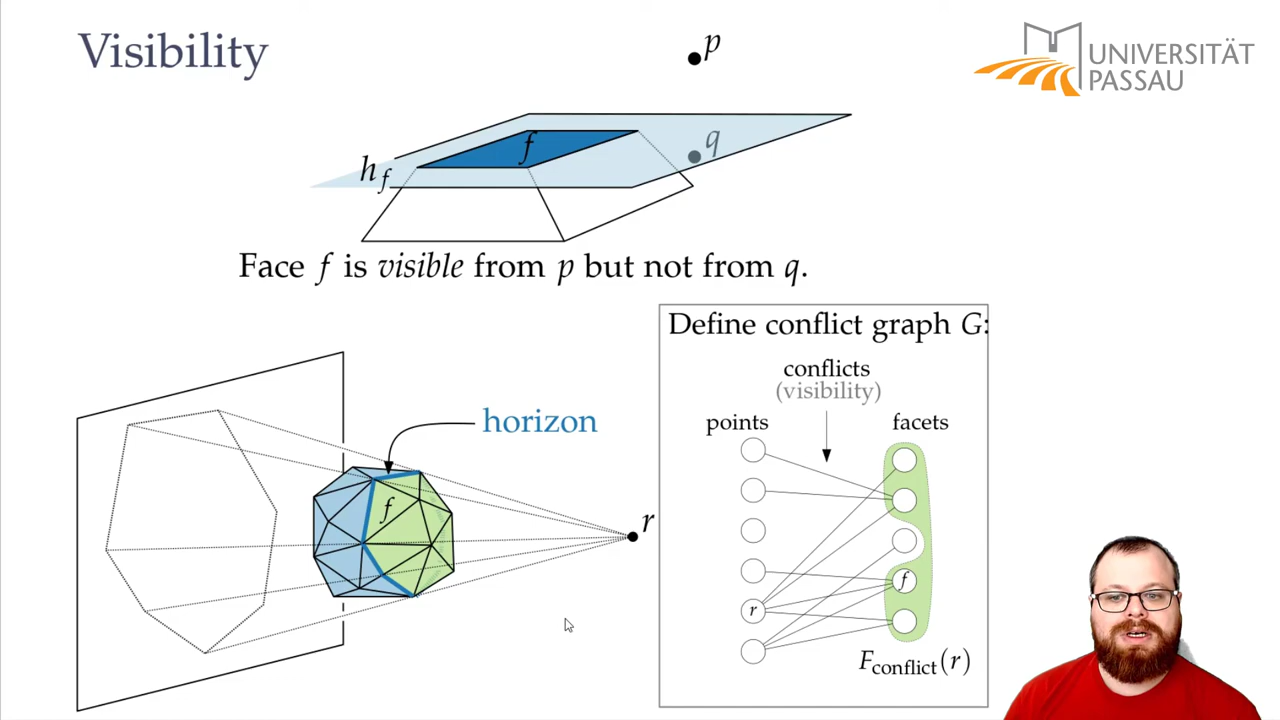 Visibility
p
UNIVERSITÄT
PASSAU
f
q
h_f
Face f is visible from p but not from q.
Define conflict graph G:
conflicts
(visibility)
points
facets
horizon
f
r
f
r
F_conflict(r)